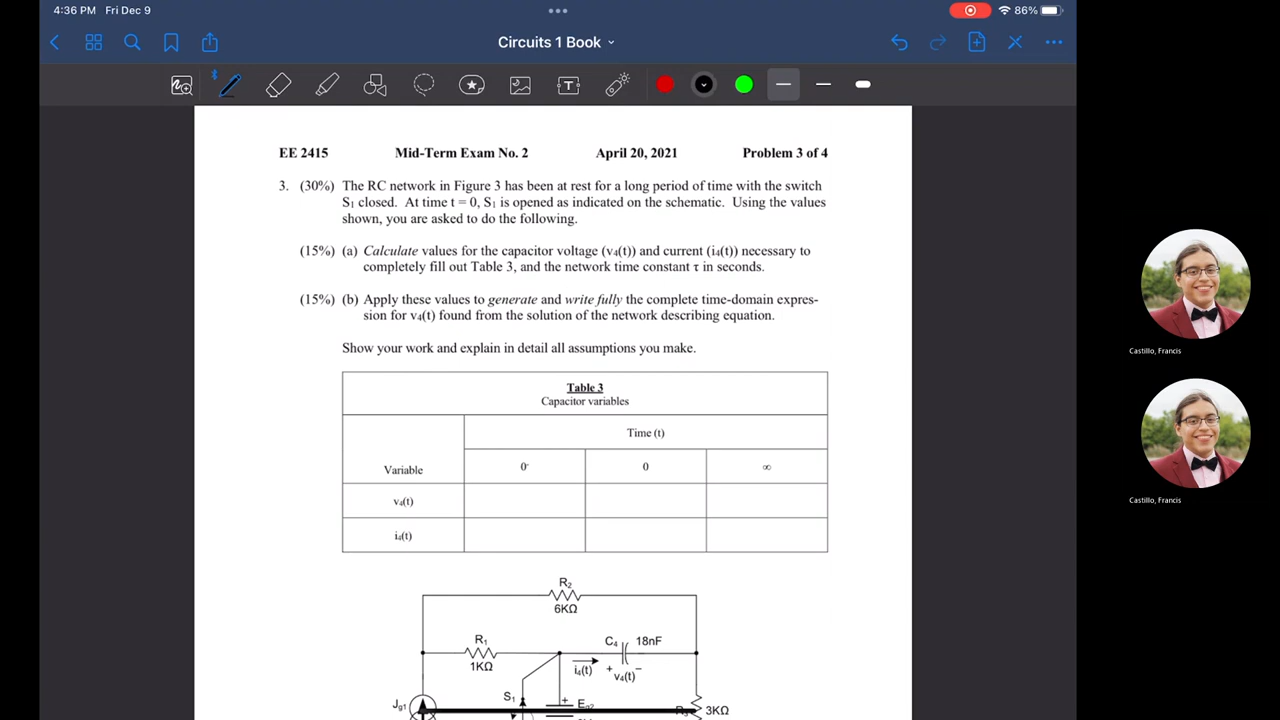 4:36 PM Fri Dec 9
86%
Circuits 1 Book
EE 2415 Mid-Term Exam No. 2 April 20, 2021 Problem 3 of 4
3. (30%) The RC network in Figure 3 has been at rest for a long period of time with the switch
S₁ closed. At time t = 0, S₁ is opened as indicated on the schematic. Using the values
shown, you are asked to do the following.
(15%) (a) Calculate values for the capacitor voltage (v₄(t)) and current (i₄(t)) necessary to
completely fill out Table 3, and the network time constant τ in seconds.
(15%) (b) Apply these values to generate and write fully the complete time-domain expres-
sion for v₄(t) found from the solution of the network describing equation.
Show your work and explain in detail all assumptions you make.
Table 3
Capacitor variables
Time (t)
Variable 0⁻ 0 ∞
v₄(t)
i₄(t)
R₂
6KΩ
R₁ C₄ 18nF
1KΩ i₄(t) + v₄(t) −
S₁
Jg1 + 3KΩ
Castillo, Francis
Castillo, Francis